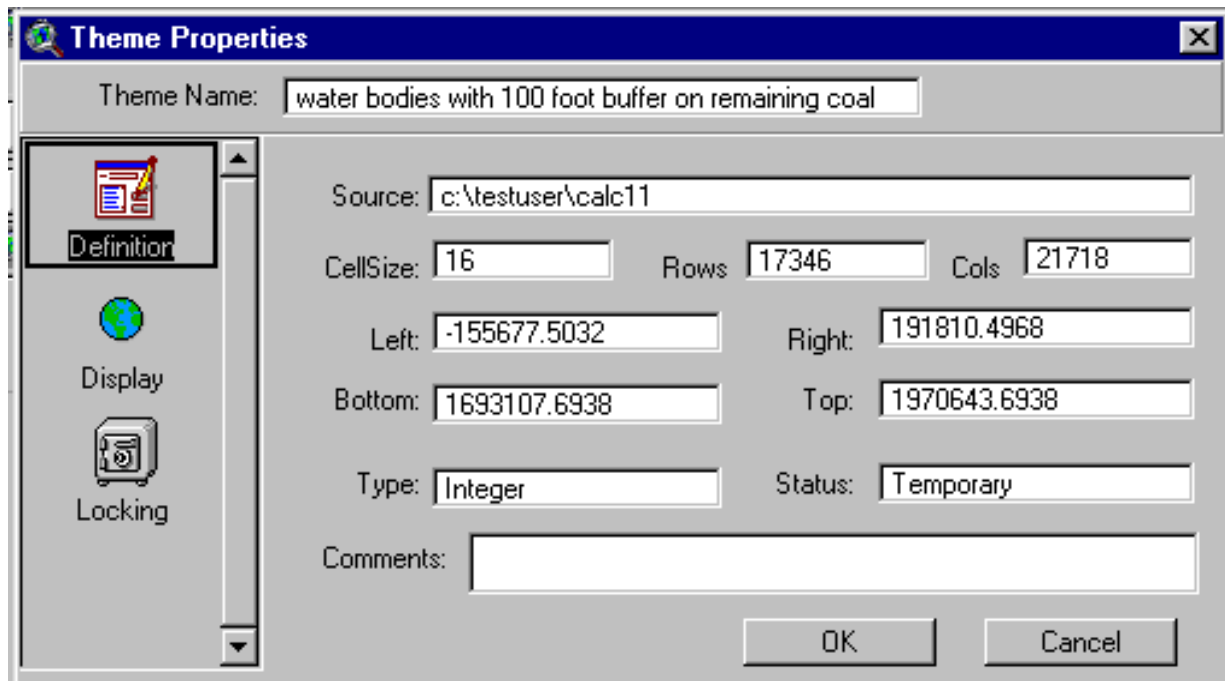 Theme Properties
Theme Name: water bodies with 100 foot buffer on remaining coal
Definition
Display
Locking
Source: c:\testuser\calc11
CellSize: 16 Rows 17346 Cols 21718
Left: -155677.5032 Right: 191810.4968
Bottom: 1693107.6938 Top: 1970643.6938
Type: Integer Status: Temporary
Comments:
OK Cancel